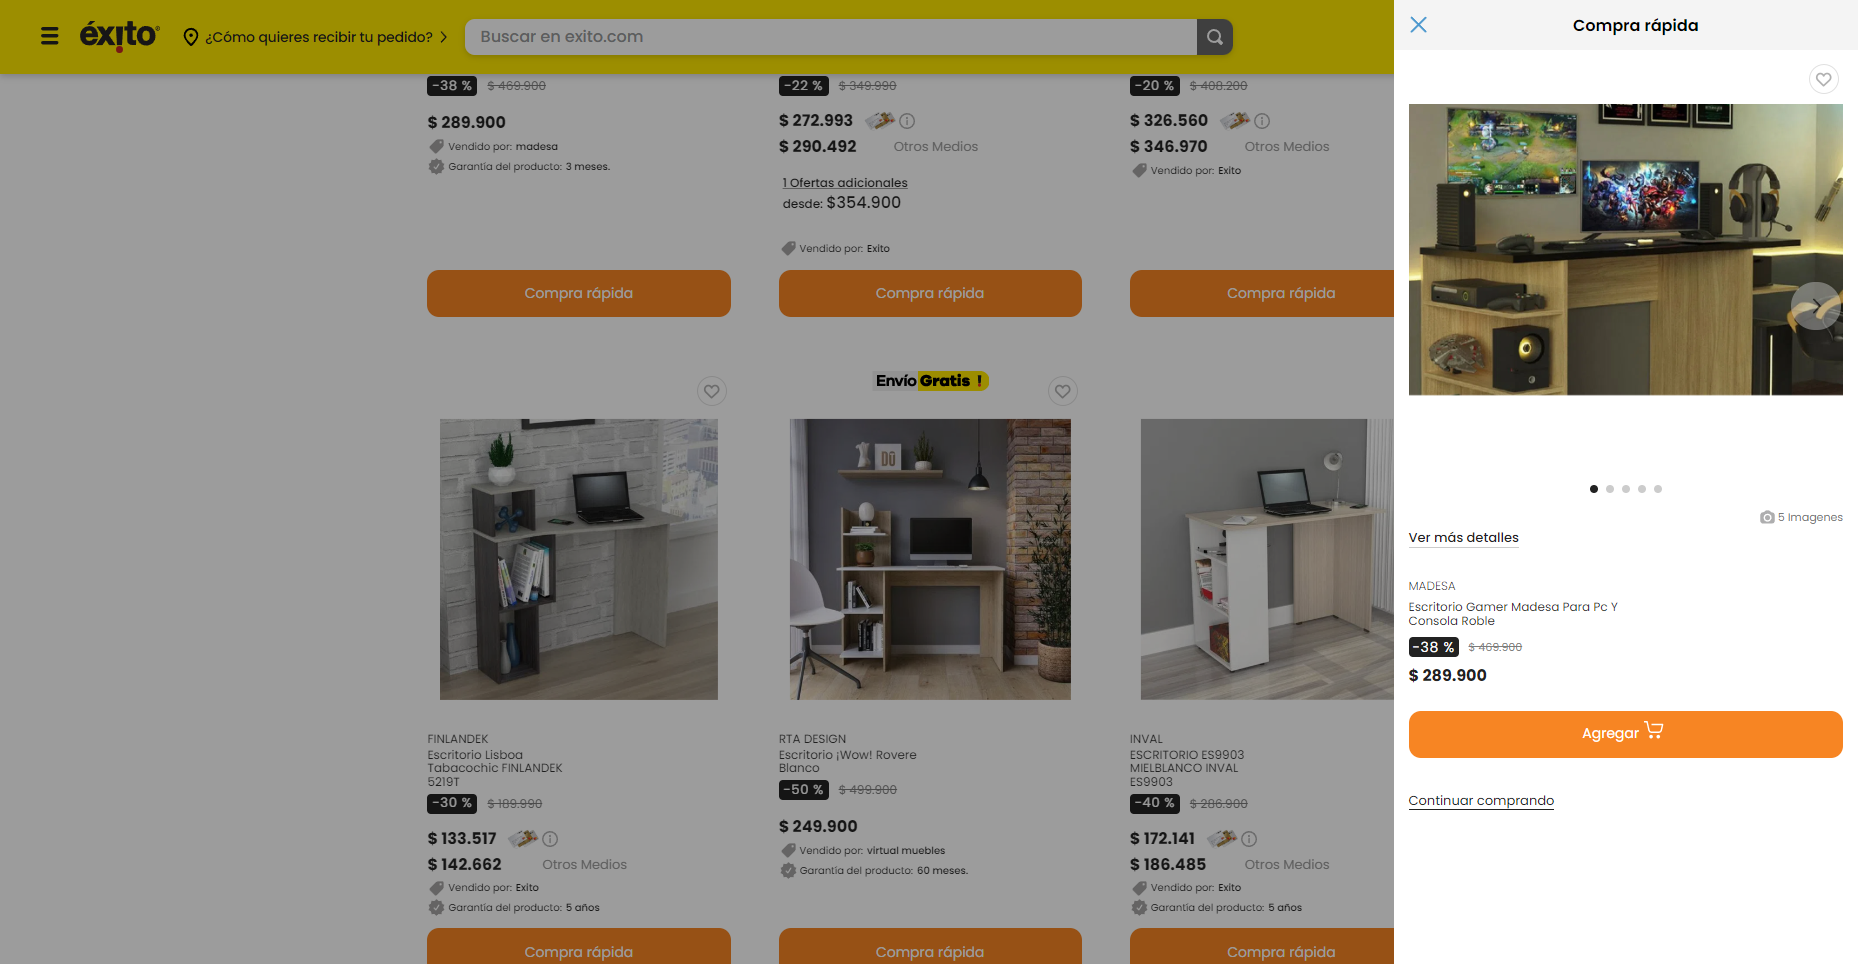 éxito
¿Cómo quieres recibir tu pedido?
Buscar en exito.com
-38 % $ 469.900
$ 289.900
Vendido por: madesa
Garantía del producto: 3 meses.
Compra rápida
-22 % $ 349.990
$ 272.993
$ 290.492 Otros Medios
1 Ofertas adicionales
desde: $354.900
Vendido por: Exito
Compra rápida
-20 % $ 408.200
$ 326.560
$ 346.970 Otros Medios
Vendido por: Exito
Compra rápida
FINLANDEK
Escritorio Lisboa
Tabacochic FINLANDEK
5219T
-30 % $ 189.990
$ 133.517
$ 142.662 Otros Medios
Vendido por: Exito
Garantía del producto: 5 años
Compra rápida
Envío Gratis !
DŪ
RTA DESIGN
Escritorio ¡Wow! Rovere
Blanco
-50 % $ 499.900
$ 249.900
Vendido por: virtual muebles
Garantía del producto: 60 meses.
Compra rápida
INVAL
ESCRITORIO ES9903
MIELBLANCO INVAL
ES9903
-40 % $ 286.900
$ 172.141
$ 186.485 Otros Medios
Vendido por: Exito
Garantía del producto: 5 años
Compra rápida
Compra rápida
5 Imagenes
Ver más detalles
MADESA
Escritorio Gamer Madesa Para Pc Y
Consola Roble
-38 % $ 469.900
$ 289.900
Agregar
Continuar comprando